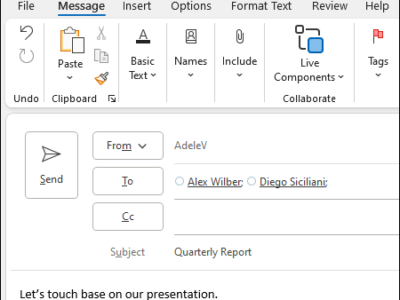 File Message Insert Options Format Text Review Help
Paste
Basic Text
Names
Include
Live Components
Tags
Undo Clipboard Collaborate
From AdeleV
Send
To Alex Wilber; Diego Siciliani;
Cc
Subject Quarterly Report
Let's touch base on our presentation.